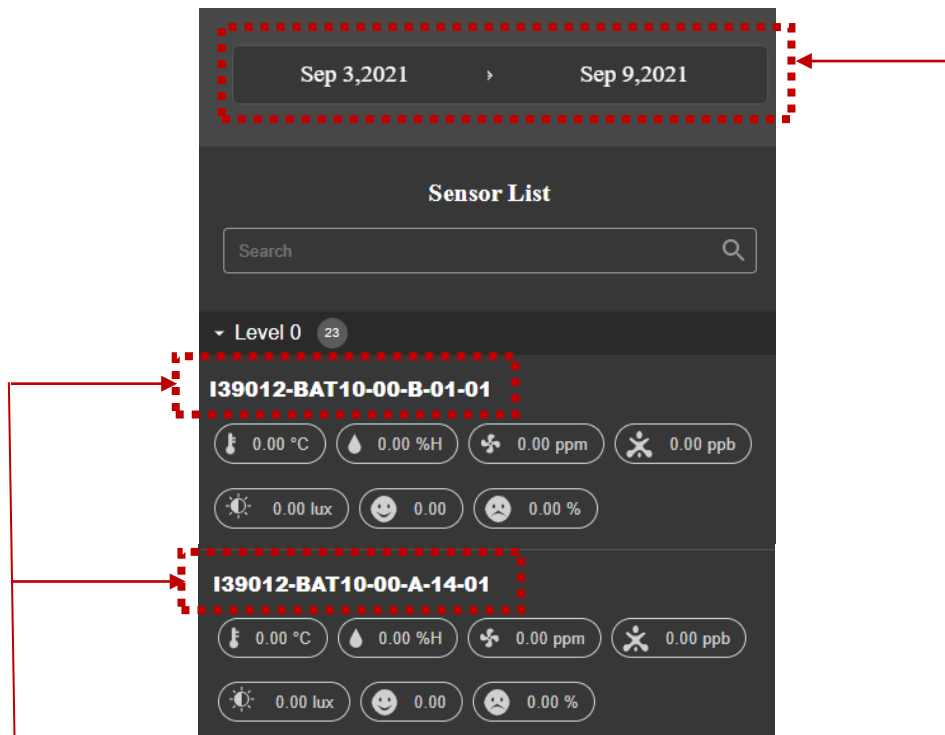 Sep 3,2021 › Sep 9,2021
Sensor List
Search
Level 0 23
I39012-BAT10-00-B-01-01
0.00 °C 0.00 %H 0.00 ppm 0.00 ppb
0.00 lux 0.00 0.00 %
I39012-BAT10-00-A-14-01
0.00 °C 0.00 %H 0.00 ppm 0.00 ppb
0.00 lux 0.00 0.00 %